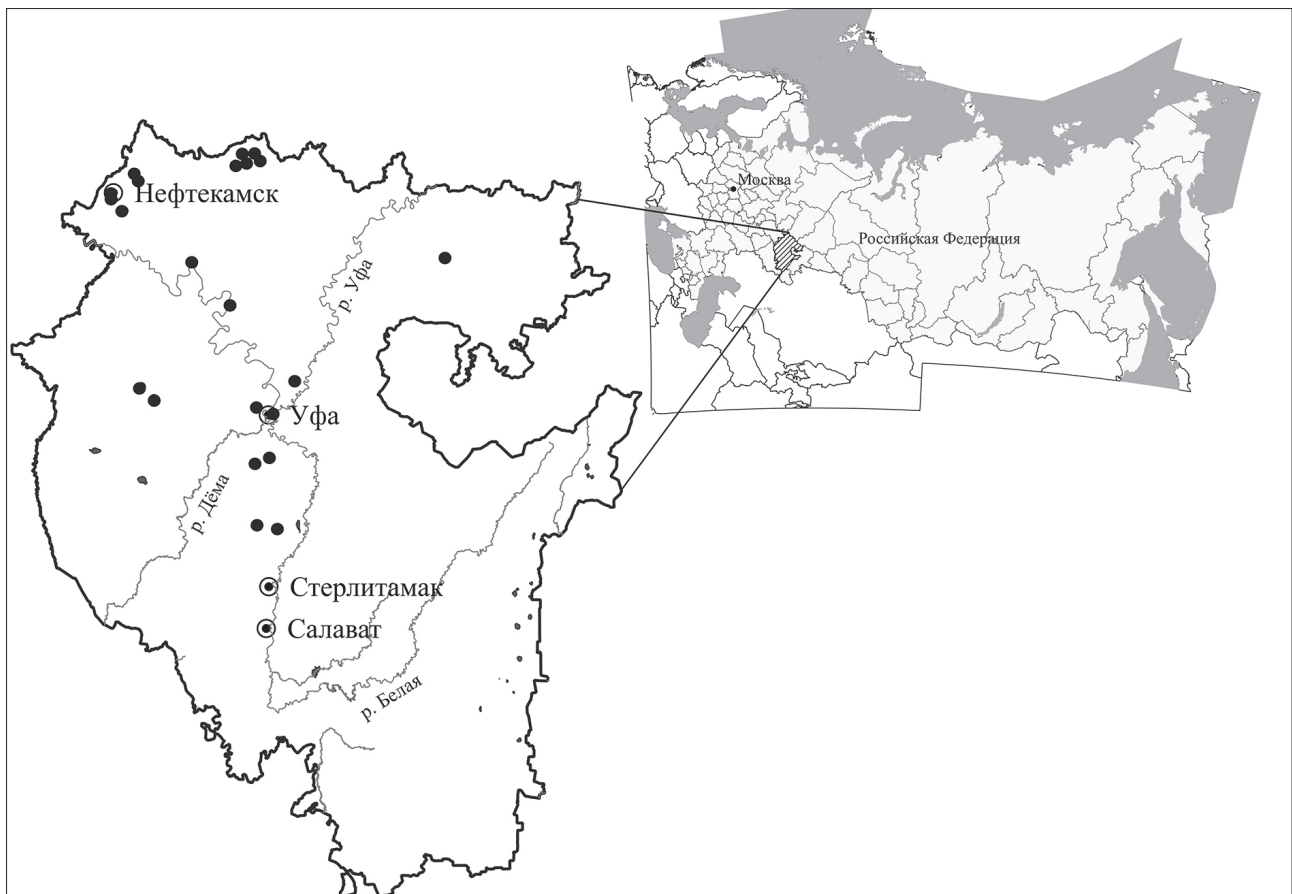 Москва
Российская Федерация
Нефтекамск
р. Уфа
Уфа
р. Дёма
Стерлитамак
Салават
р. Белая